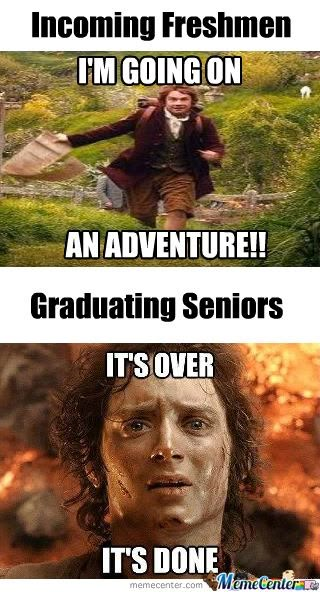 Incoming Freshmen
I'M GOING ON
AN ADVENTURE!!
Graduating Seniors
IT'S OVER
IT'S DONE
memecenter.com MemeCenter